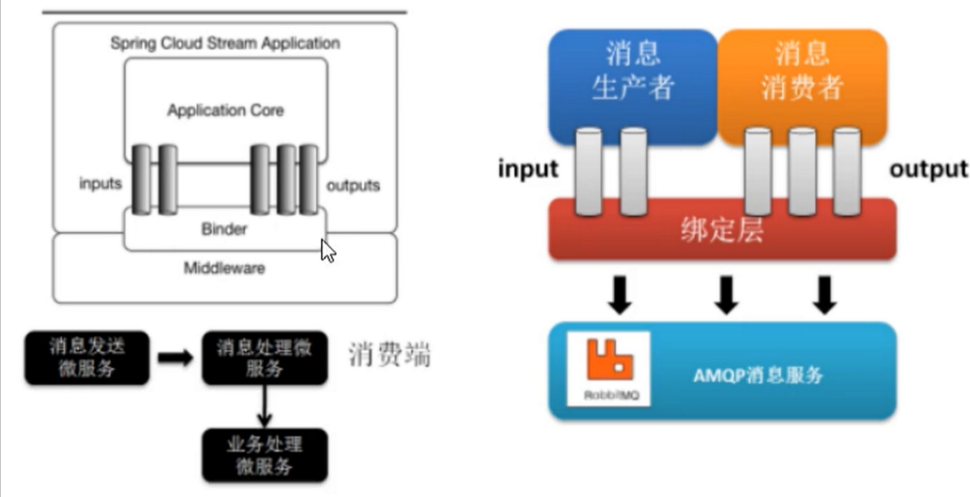 Spring Cloud Stream Application
Application Core
inputs
outputs
Binder
Middleware
消息发送
微服务
消息处理微
服务
消费端
业务处理
微服务
消息
生产者
消息
消费者
input
output
绑定层
RabbitMQ
AMQP消息服务